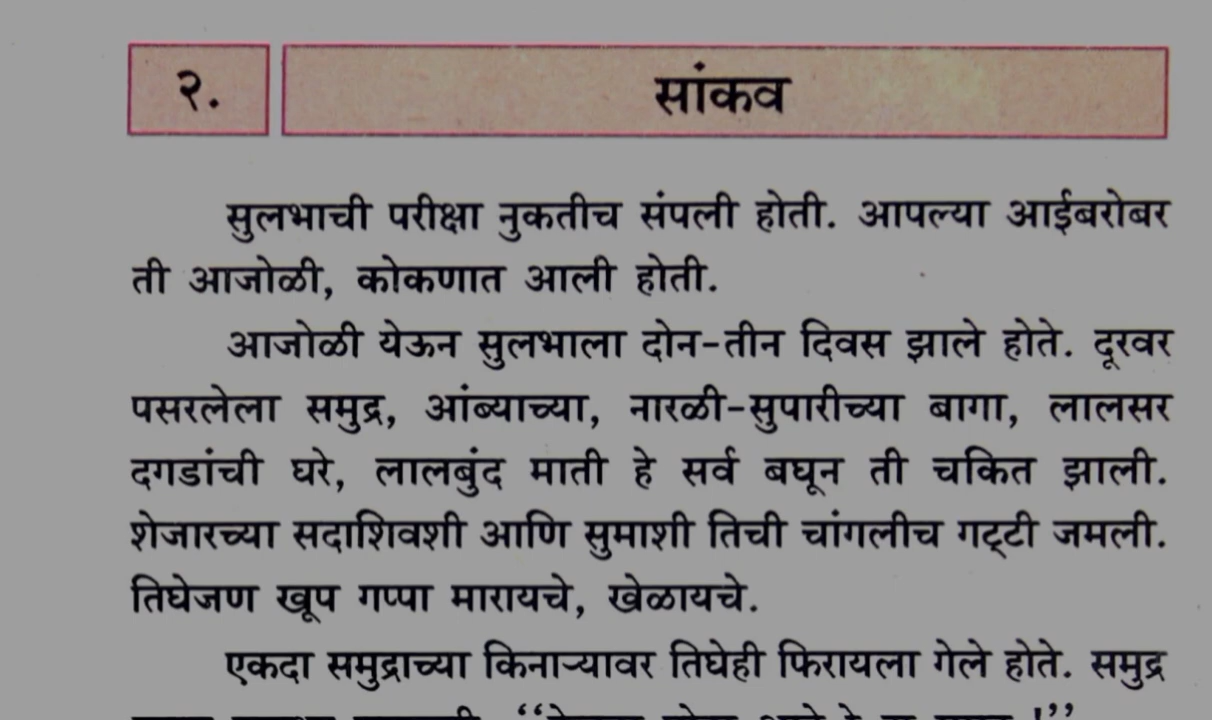 २. सांकव
सुलभाची परीक्षा नुकतीच संपली होती. आपल्या आईबरोबर
ती आजोळी, कोकणात आली होती.
आजोळी येऊन सुलभाला दोन-तीन दिवस झाले होते. दूरवर
पसरलेला समुद्र, आंब्याच्या, नारळी-सुपारीच्या बागा, लालसर
दगडांची घरे, लालबुंद माती हे सर्व बघून ती चकित झाली.
शेजारच्या सदाशिवशी आणि सुमाशी तिची चांगलीच गट्टी जमली.
तिघेजण खूप गप्पा मारायचे, खेळायचे.
एकदा समुद्राच्या किनाऱ्यावर तिघेही फिरायला गेले होते. समुद्र